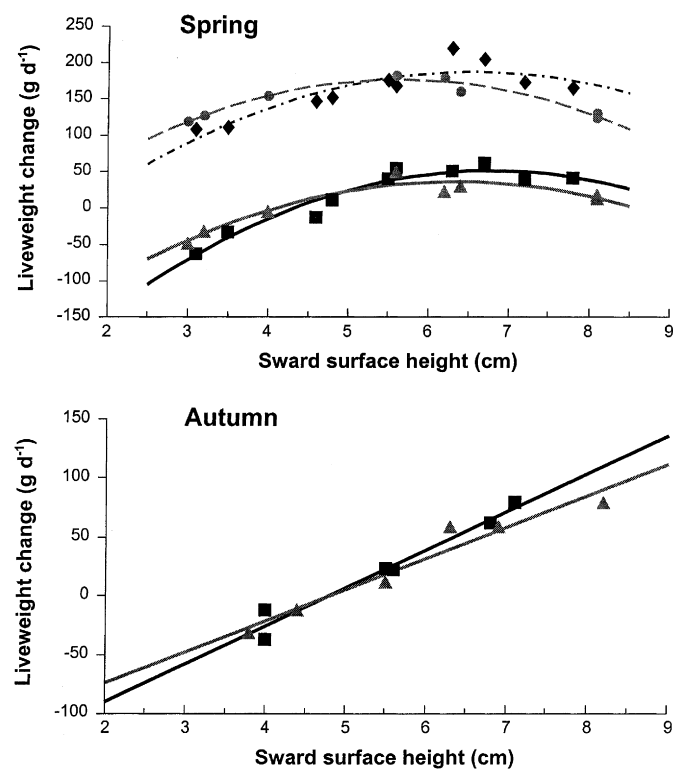 Spring
Liveweight change (g d-1)
250
200
150
100
50
0
-50
-100
-150
2 3 4 5 6 7 8 9
Sward surface height (cm)
Autumn
Liveweight change (g d-1)
150
100
50
0
-50
-100
2 3 4 5 6 7 8 9
Sward surface height (cm)